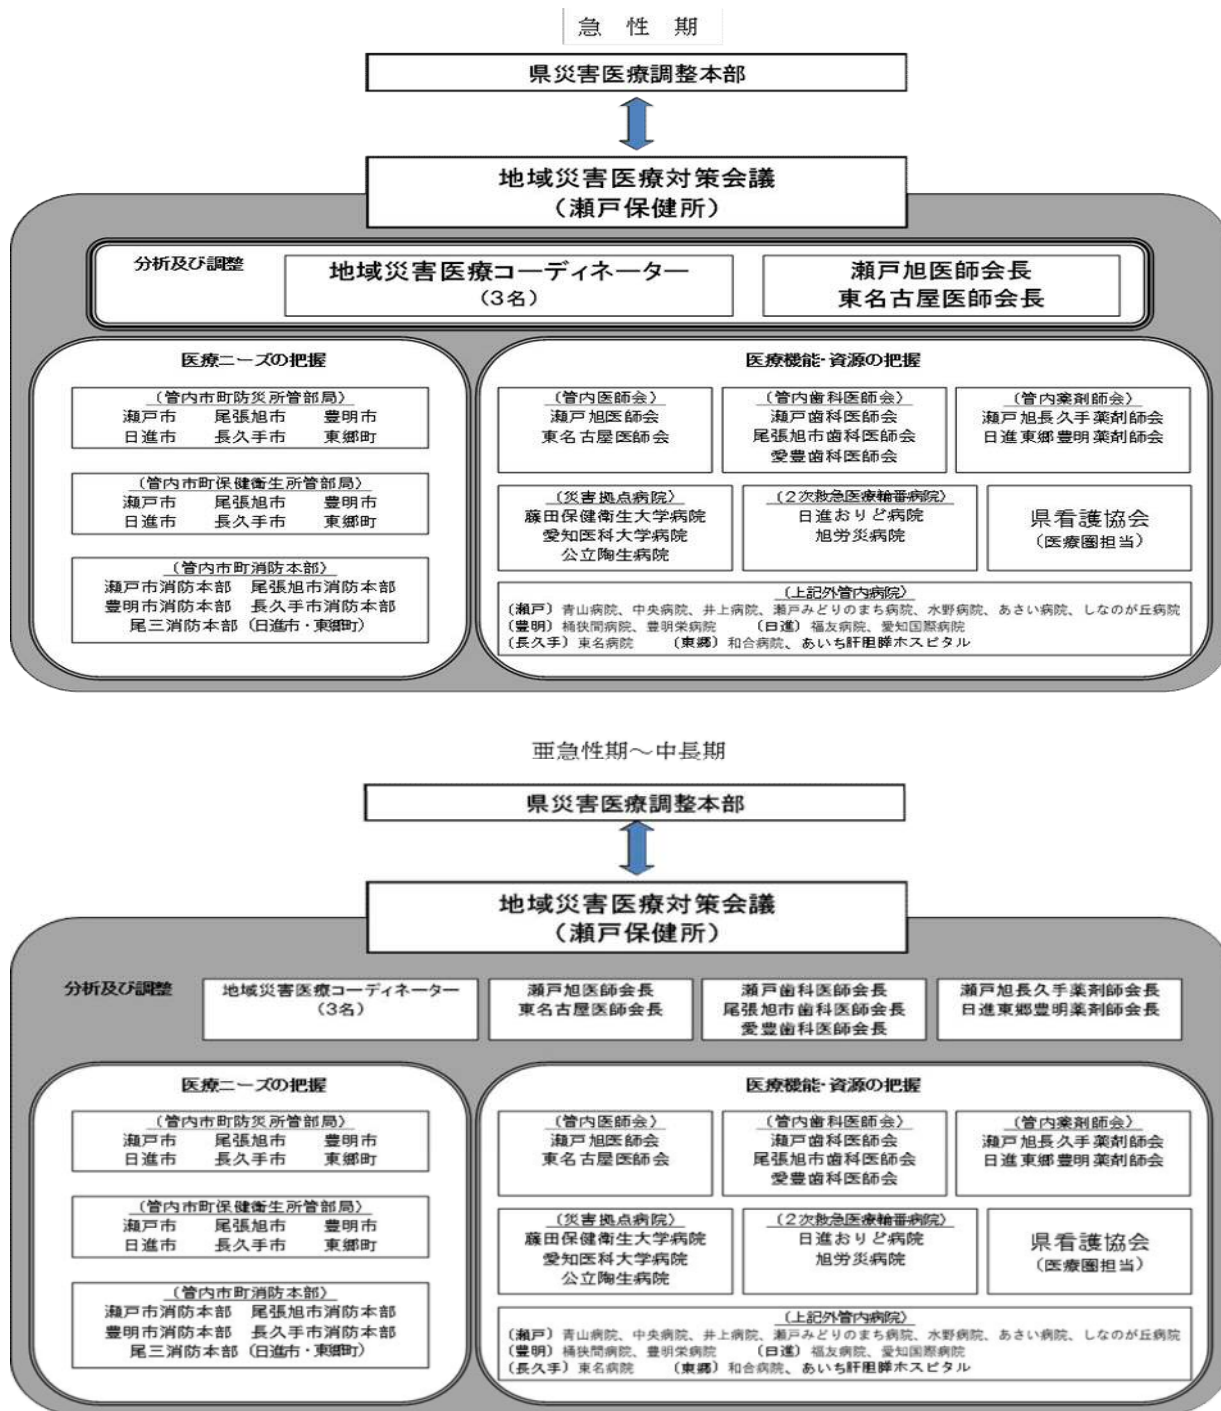 急 性 期
県災害医療調整本部
地域災害医療対策会議
（瀬戸保健所）
分析及び調整
地域災害医療コーディネーター
（3名）
瀬戸旭医師会長
東名古屋医師会長
医療ニーズの把握
（管内市町防災所管部局）
瀬戸市 尾張旭市 豊明市
日進市 長久手市 東郷町
（管内市町保健衛生所管部局）
瀬戸市 尾張旭市 豊明市
日進市 長久手市 東郷町
（管内市町消防本部）
瀬戸市消防本部 尾張旭市消防本部
豊明市消防本部 長久手市消防本部
尾三消防本部（日進市・東郷町）
医療機能・資源の把握
（管内医師会）
瀬戸旭医師会
東名古屋医師会
（管内歯科医師会）
瀬戸歯科医師会
尾張旭市歯科医師会
愛豊歯科医師会
（管内薬剤師会）
瀬戸旭長久手薬剤師会
日進東郷豊明薬剤師会
（災害拠点病院）
藤田保健衛生大学病院
愛知医科大学病院
公立陶生病院
（2次救急医療輪番病院）
日進おりど病院
旭労災病院
県看護協会
（医療圏担当）
（上記外管内病院）
（瀬戸）青山病院、中央病院、井上病院、瀬戸みどりのまち病院、水野病院、あさい病院、しなのが丘病院
（豊明）桶狭間病院、豊明栄病院 （日進）福友病院、愛知国際病院
（長久手）東名病院 （東郷）和合病院、あいち肝胆膵ホスピタル
亜急性期～中長期
県災害医療調整本部
地域災害医療対策会議
（瀬戸保健所）
分析及び調整
地域災害医療コーディネーター
（3名）
瀬戸旭医師会長
東名古屋医師会長
瀬戸歯科医師会長
尾張旭市歯科医師会長
愛豊歯科医師会長
瀬戸旭長久手薬剤師会長
日進東郷豊明薬剤師会長
医療ニーズの把握
（管内市町防災所管部局）
瀬戸市 尾張旭市 豊明市
日進市 長久手市 東郷町
（管内市町保健衛生所管部局）
瀬戸市 尾張旭市 豊明市
日進市 長久手市 東郷町
（管内市町消防本部）
瀬戸市消防本部 尾張旭市消防本部
豊明市消防本部 長久手市消防本部
尾三消防本部（日進市・東郷町）
医療機能・資源の把握
（管内医師会）
瀬戸旭医師会
東名古屋医師会
（管内歯科医師会）
瀬戸歯科医師会
尾張旭市歯科医師会
愛豊歯科医師会
（管内薬剤師会）
瀬戸旭長久手薬剤師会
日進東郷豊明薬剤師会
（災害拠点病院）
藤田保健衛生大学病院
愛知医科大学病院
公立陶生病院
（2次救急医療輪番病院）
日進おりど病院
旭労災病院
県看護協会
（医療圏担当）
（上記外管内病院）
（瀬戸）青山病院、中央病院、井上病院、瀬戸みどりのまち病院、水野病院、あさい病院、しなのが丘病院
（豊明）桶狭間病院、豊明栄病院 （日進）福友病院、愛知国際病院
（長久手）東名病院 （東郷）和合病院、あいち肝胆膵ホスピタル